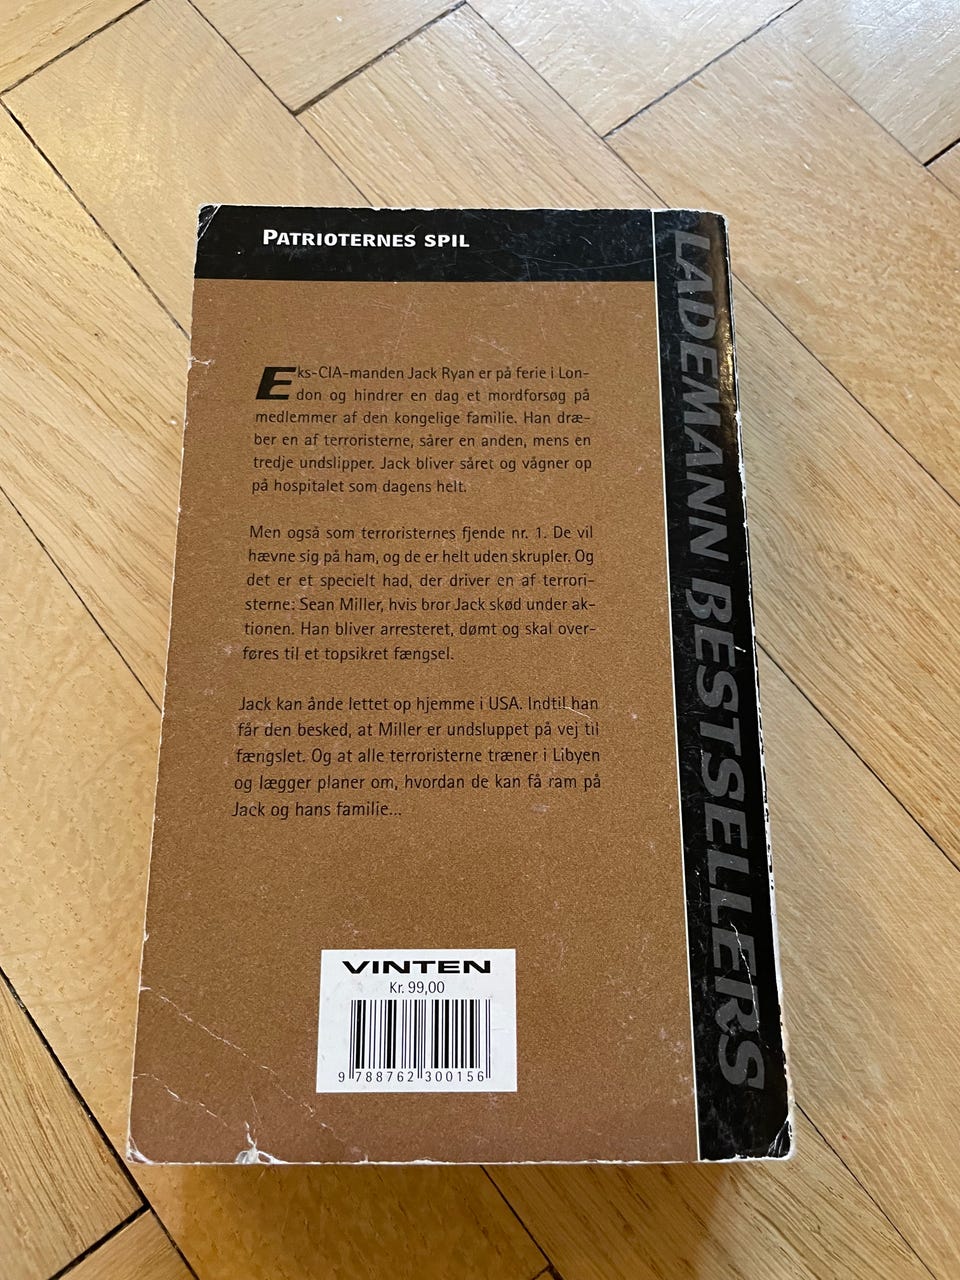 PATRIOTERNES SPIL
Eks-CIA-manden Jack Ryan er på ferie i Lon-
don og hindrer en dag et mordforsøg på
medlemmer af den kongelige familie. Han dræ-
ber en af terroristerne, sårer en anden, mens en
tredje undslipper. Jack bliver såret og vågner op
på hospitalet som dagens helt.
Men også som terroristernes fjende nr. 1. De vil
hævne sig på ham, og de er helt uden skrupler. Og
det er et specielt had, der driver en af terrori-
sterne: Sean Miller, hvis bror Jack skød under ak-
tionen. Han bliver arresteret, dømt og skal over-
føres til et topsikret fængsel.
Jack kan ånde lettet op hjemme i USA. Indtil han
får den besked, at Miller er undsluppet på vej til
fængslet. Og at alle terroristerne træner i Libyen
og lægger planer om, hvordan de kan få ram på
Jack og hans familie...
VINTEN
Kr. 99,00
9 788762 300156
LADEMANN BESTSELLERS